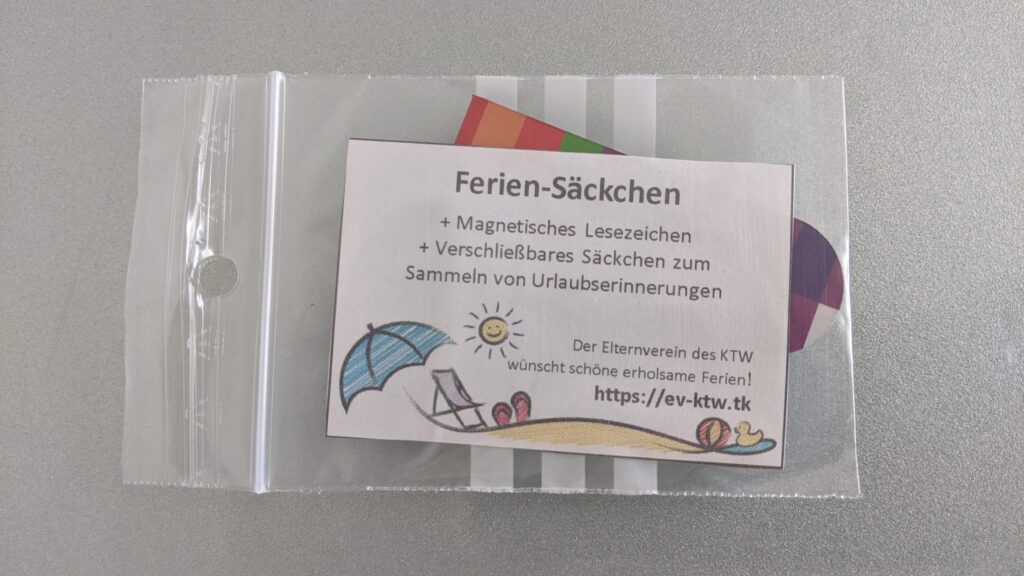 Ferien-Säckchen
+ Magnetisches Lesezeichen
+ Verschließbares Säckchen zum
Sammeln von Urlaubserinnerungen
Der Elternverein des KTW
wünscht schöne erholsame Ferien!
https://ev-ktw.tk